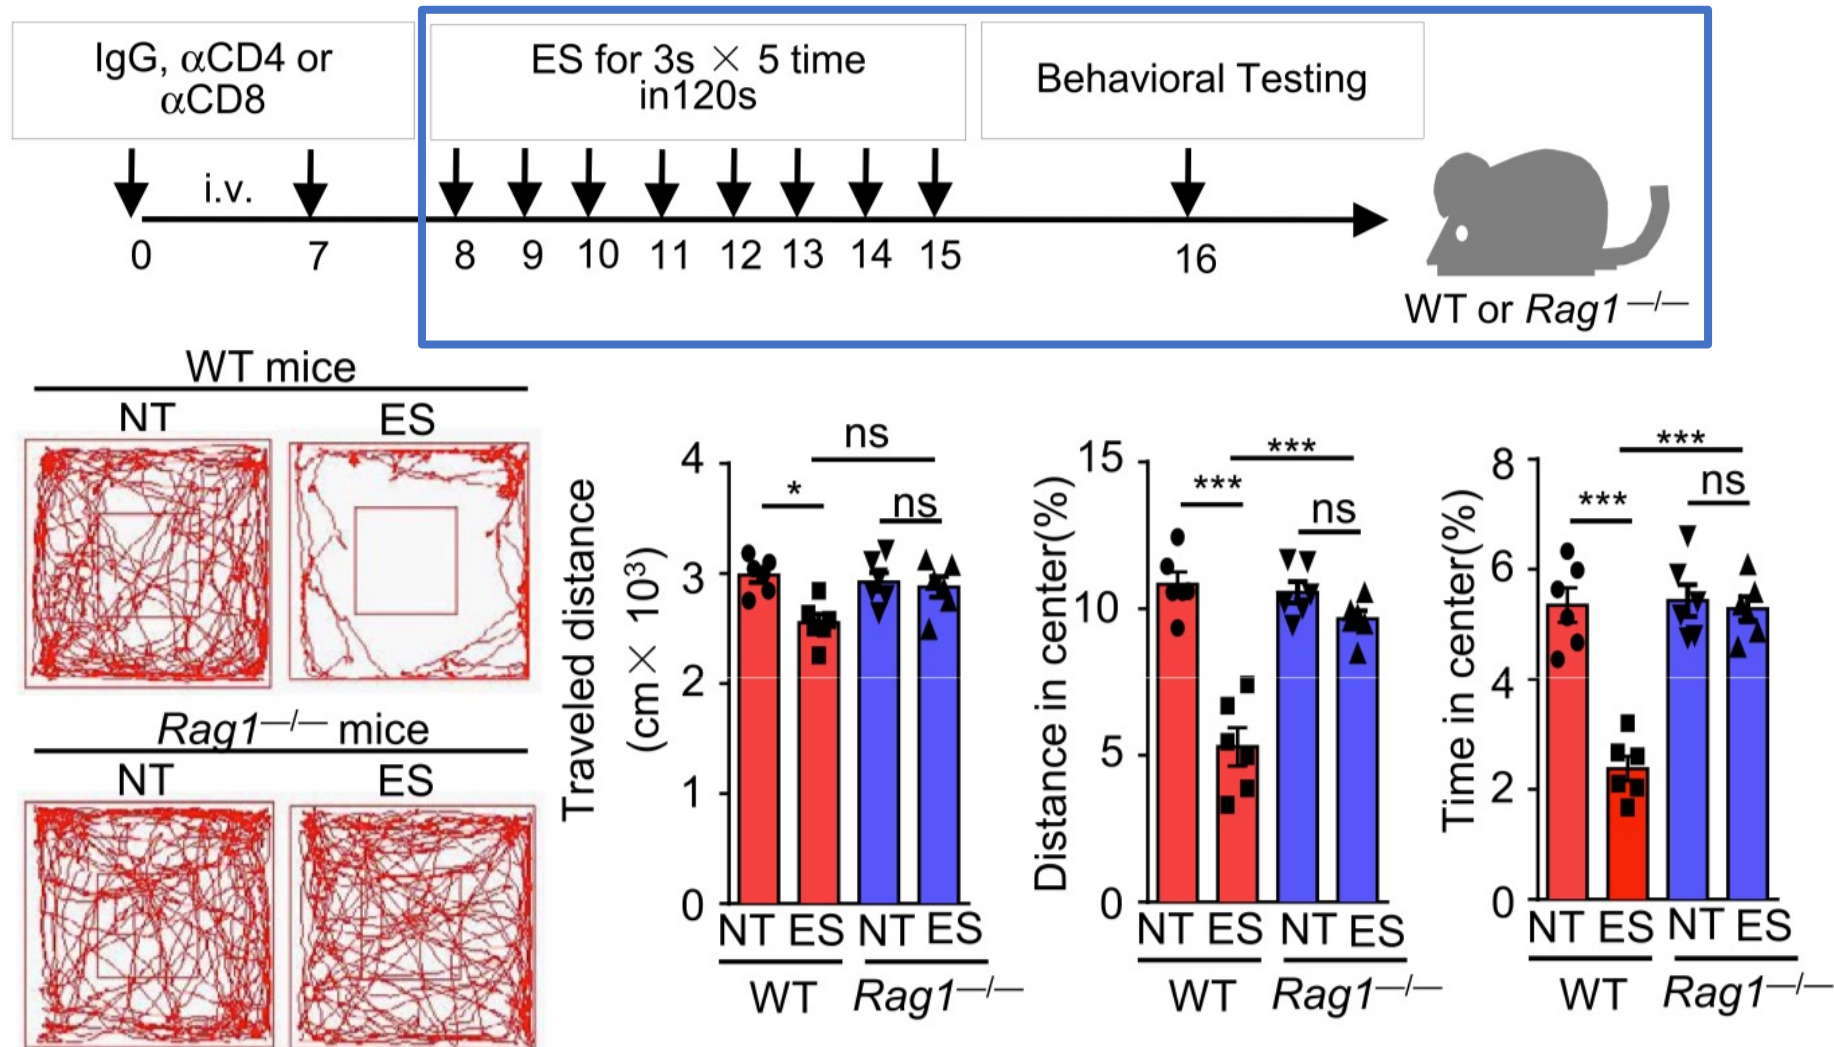 IgG, αCD4 or
αCD8
ES for 3s × 5 time
in120s
Behavioral Testing
i.v.
0 7 8 9 10 11 12 13 14 15 16
WT or Rag1—/—
WT mice
NT ES
Rag1—/— mice
NT ES
Traveled distance
(cm× 10³)
4
3
2
1
0
ns
*
ns
NT ES NT ES
WT Rag1—/—
Distance in center(%)
15
10
5
0
***
***
ns
NT ES NT ES
WT Rag1—/—
Time in center(%)
8
6
4
2
0
***
***
ns
NT ES NT ES
WT Rag1—/—